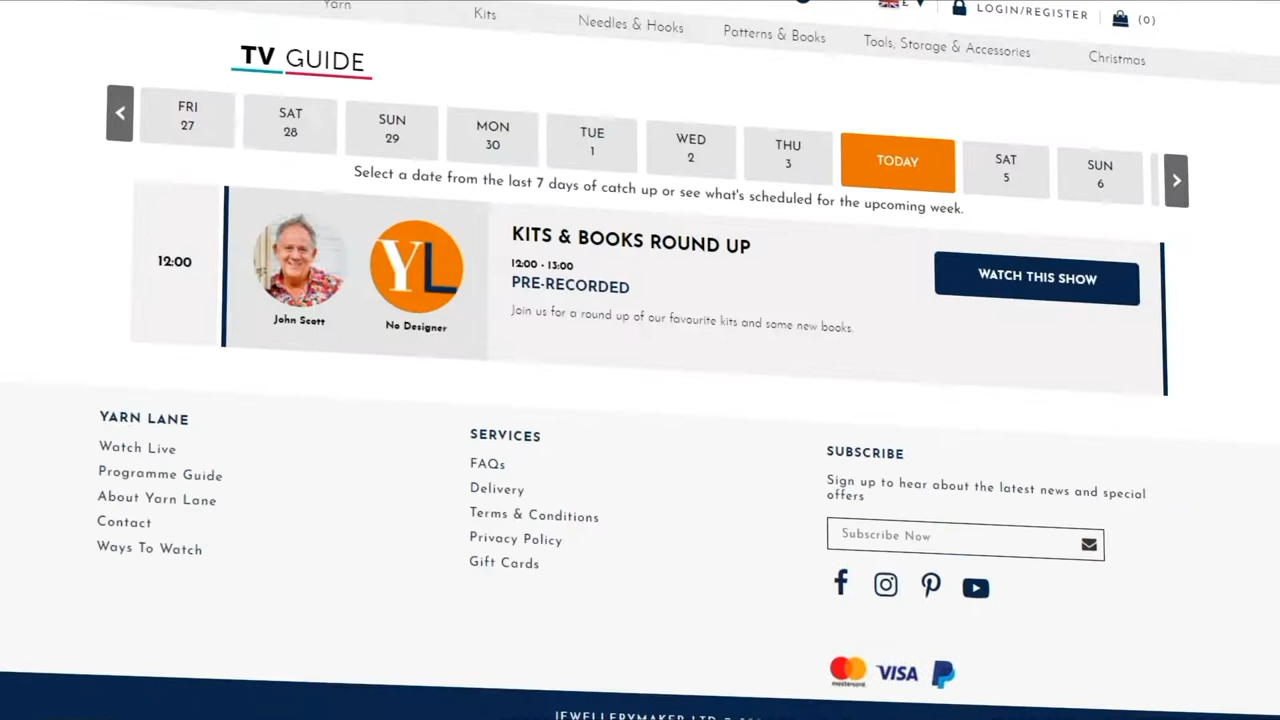 Yarn
Kits
Needles & Hooks
Patterns & Books
Tools, Storage & Accessories
Christmas
£
LOGIN/REGISTER
(0)
TV GUIDE
FRI
27
SAT
28
SUN
29
MON
30
TUE
1
WED
2
THU
3
TODAY
SAT
5
SUN
6
Select a date from the last 7 days of catch up or see what's scheduled for the upcoming week.
12:00
John Scott
YL
No Designer
KITS & BOOKS ROUND UP
12:00 - 13:00
PRE-RECORDED
Join us for a round up of our favourite kits and some new books.
WATCH THIS SHOW
YARN LANE
Watch Live
Programme Guide
About Yarn Lane
Contact
Ways To Watch
SERVICES
FAQs
Delivery
Terms & Conditions
Privacy Policy
Gift Cards
SUBSCRIBE
Sign up to hear about the latest news and special
offers
Subscribe Now
mastercard
VISA
JEWELLERYMAKER LTD ©